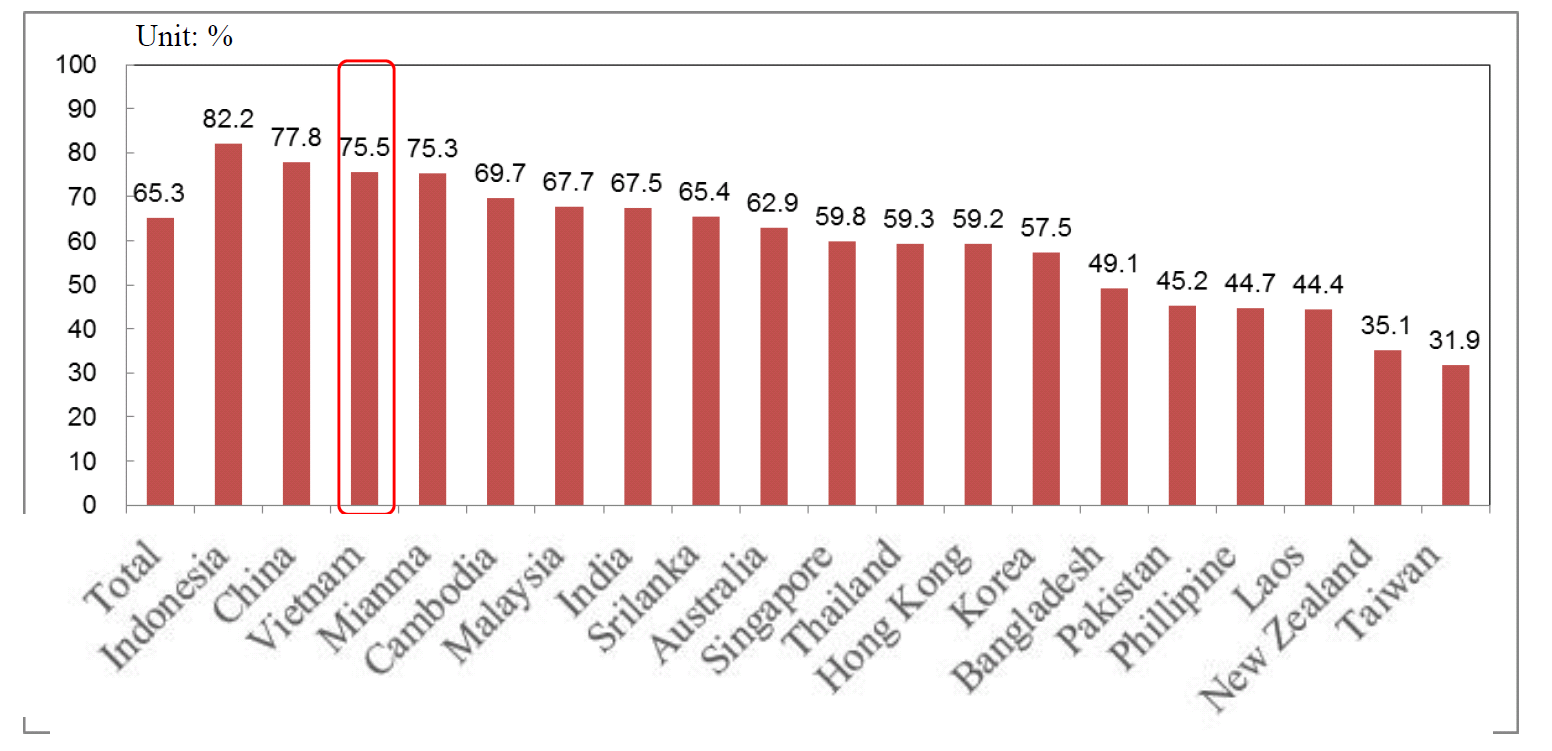 Unit: %
100
90
80
70
60
50
40
30
20
10
0
65.3
82.2
77.8
75.5
75.3
69.7
67.7
67.5
65.4
62.9
59.8
59.3
59.2
57.5
49.1
45.2
44.7
44.4
35.1
31.9
Total
Indonesia
China
Vietnam
Mianma
Cambodia
Malaysia
India
Srilanka
Australia
Singapore
Thailand
Hong Kong
Korea
Bangladesh
Pakistan
Phillipine
Laos
New Zealand
Taiwan